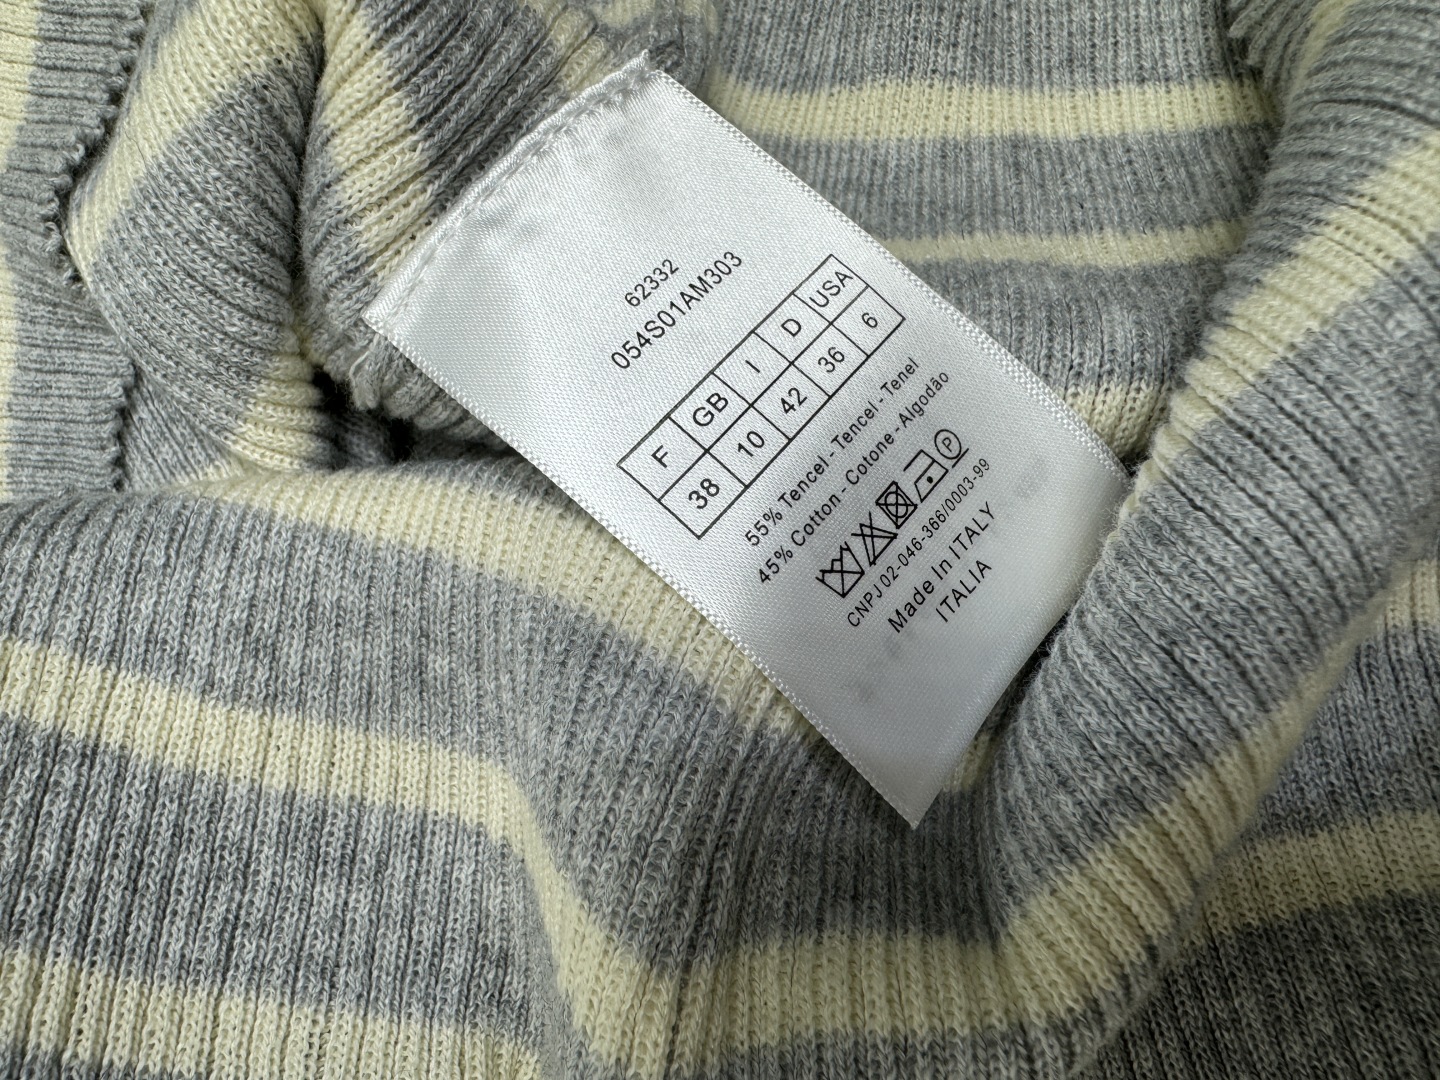 62332
054S01AM303
F GB I D USA
38 10 42 36 6
55% Tencel - Tencel - Tenel
45% Cotton - Cotone - Algodão
P
CNPJ 02-046-366/0003-99
Made In ITALY
ITALIA